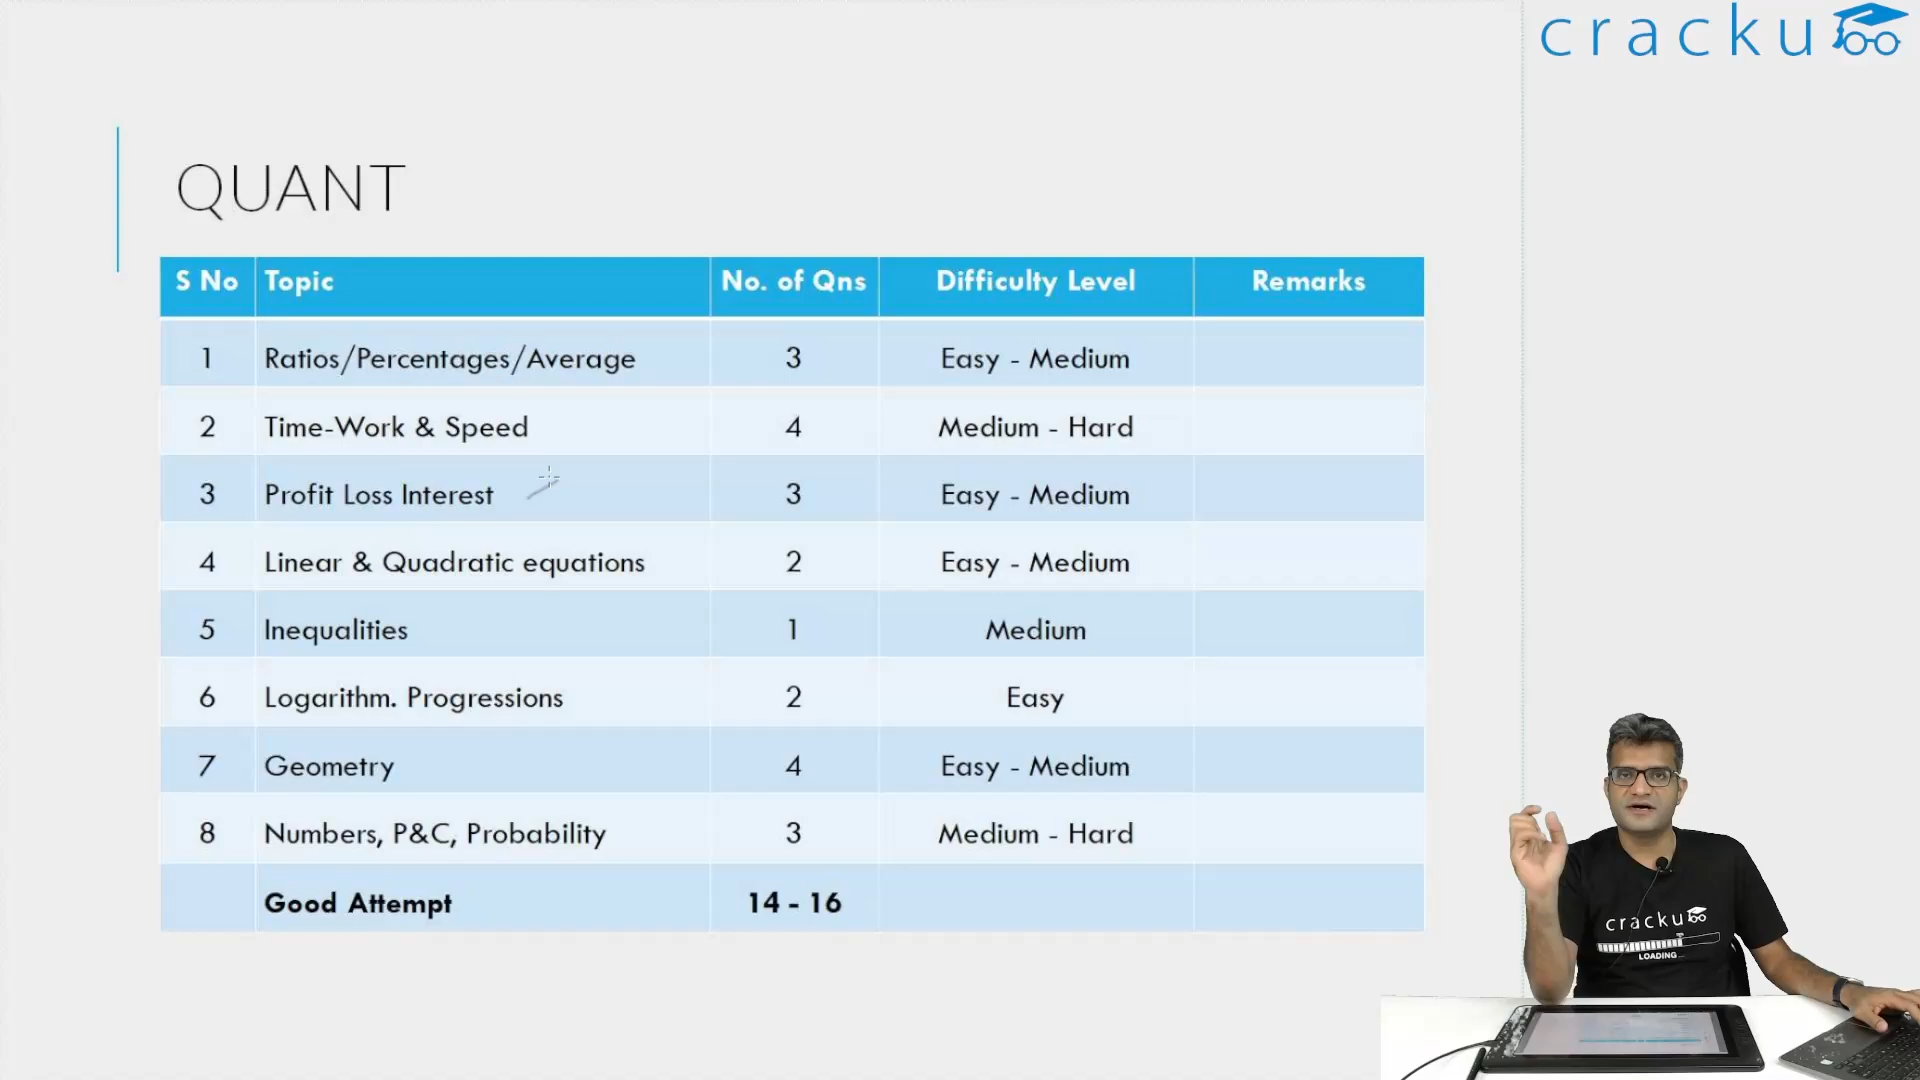 cracku
QUANT
S No Topic No. of Qns Difficulty Level Remarks
1 Ratios/Percentages/Average 3 Easy - Medium
2 Time-Work & Speed 4 Medium - Hard
3 Profit Loss Interest 3 Easy - Medium
4 Linear & Quadratic equations 2 Easy - Medium
5 Inequalities 1 Medium
6 Logarithm. Progressions 2 Easy
7 Geometry 4 Easy - Medium
8 Numbers, P&C, Probability 3 Medium - Hard
Good Attempt 14 - 16
cracku
LOADING...